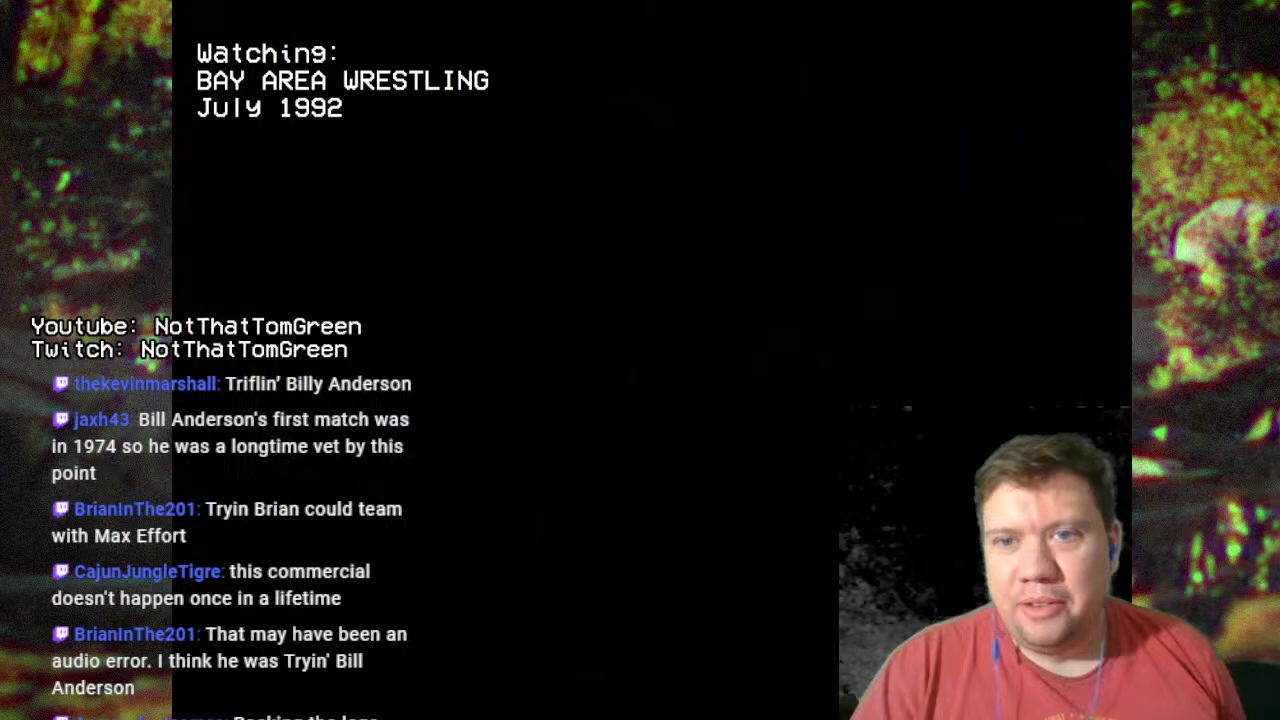 Watching:
BAY AREA WRESTLING
July 1992
Youtube: NotThatTomGreen
Twitch: NotThatTomGreen
thekevinmarshall: Triflin' Billy Anderson
jaxh43: Bill Anderson's first match was
in 1974 so he was a longtime vet by this
point
BrianInThe201: Tryin Brian could team
with Max Effort
CajunJungleTigre: this commercial
doesn't happen once in a lifetime
BrianInThe201: That may have been an
audio error. I think he was Tryin' Bill
Anderson